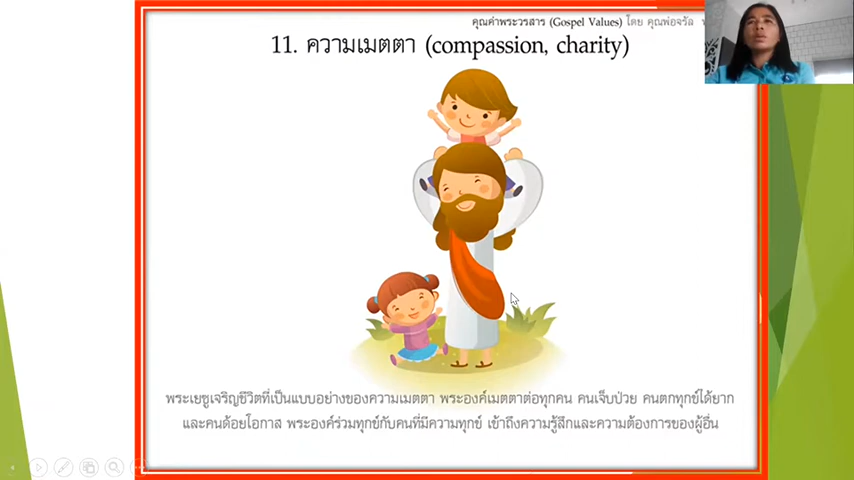 คุณค่าพระวรสาร (Gospel Values) โดย คุณพ่อจรัล
11. ความเมตตา (compassion, charity)
พระเยซูเจริญชีวิตที่เป็นแบบอย่างของความเมตตา พระองค์เมตตาต่อทุกคน คนเจ็บป่วย คนตกทุกข์ได้ยาก
และคนด้อยโอกาส พระองค์ร่วมทุกข์กับคนที่มีความทุกข์ เข้าถึงความรู้สึกและความต้องการของผู้อื่น